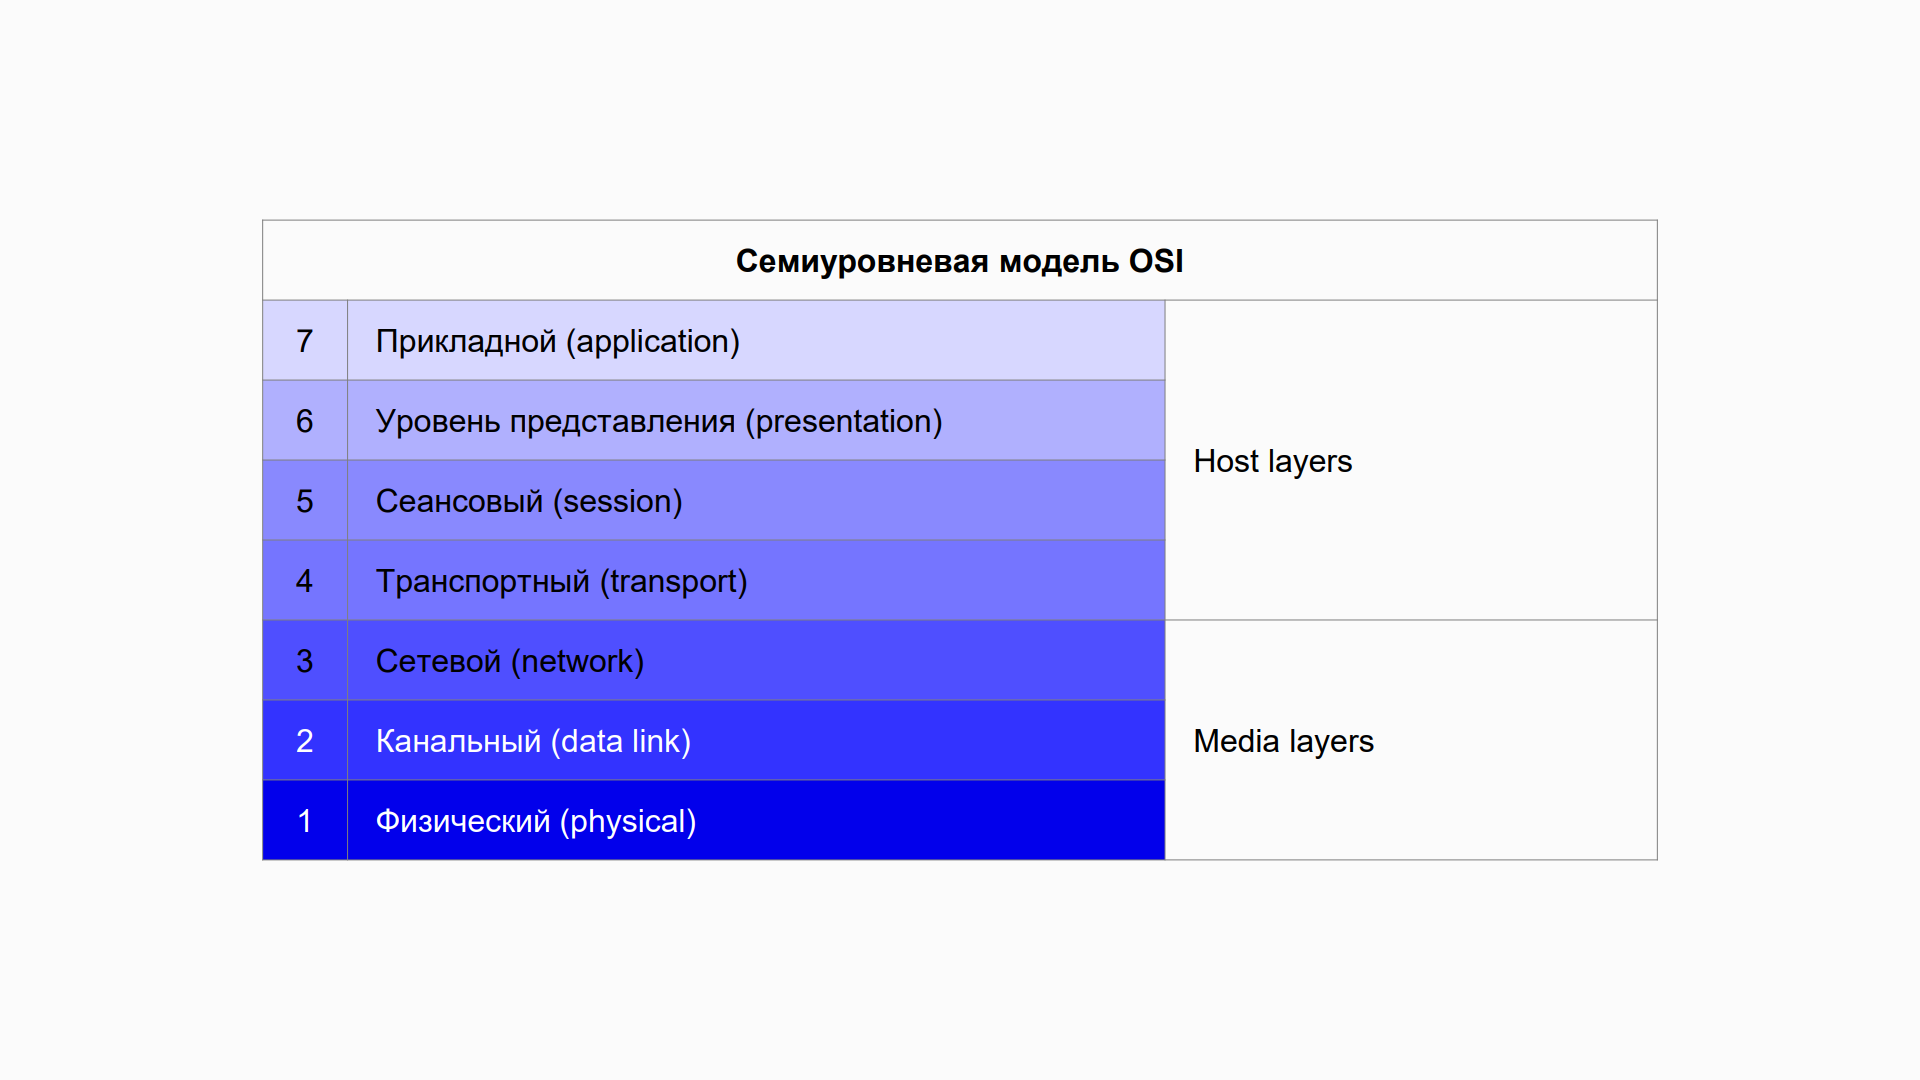 Семиуровневая модель OSI
7 Прикладной (application)
6 Уровень представления (presentation)
5 Сеансовый (session)
4 Транспортный (transport)
Host layers
3 Сетевой (network)
2 Канальный (data link)
1 Физический (physical)
Media layers